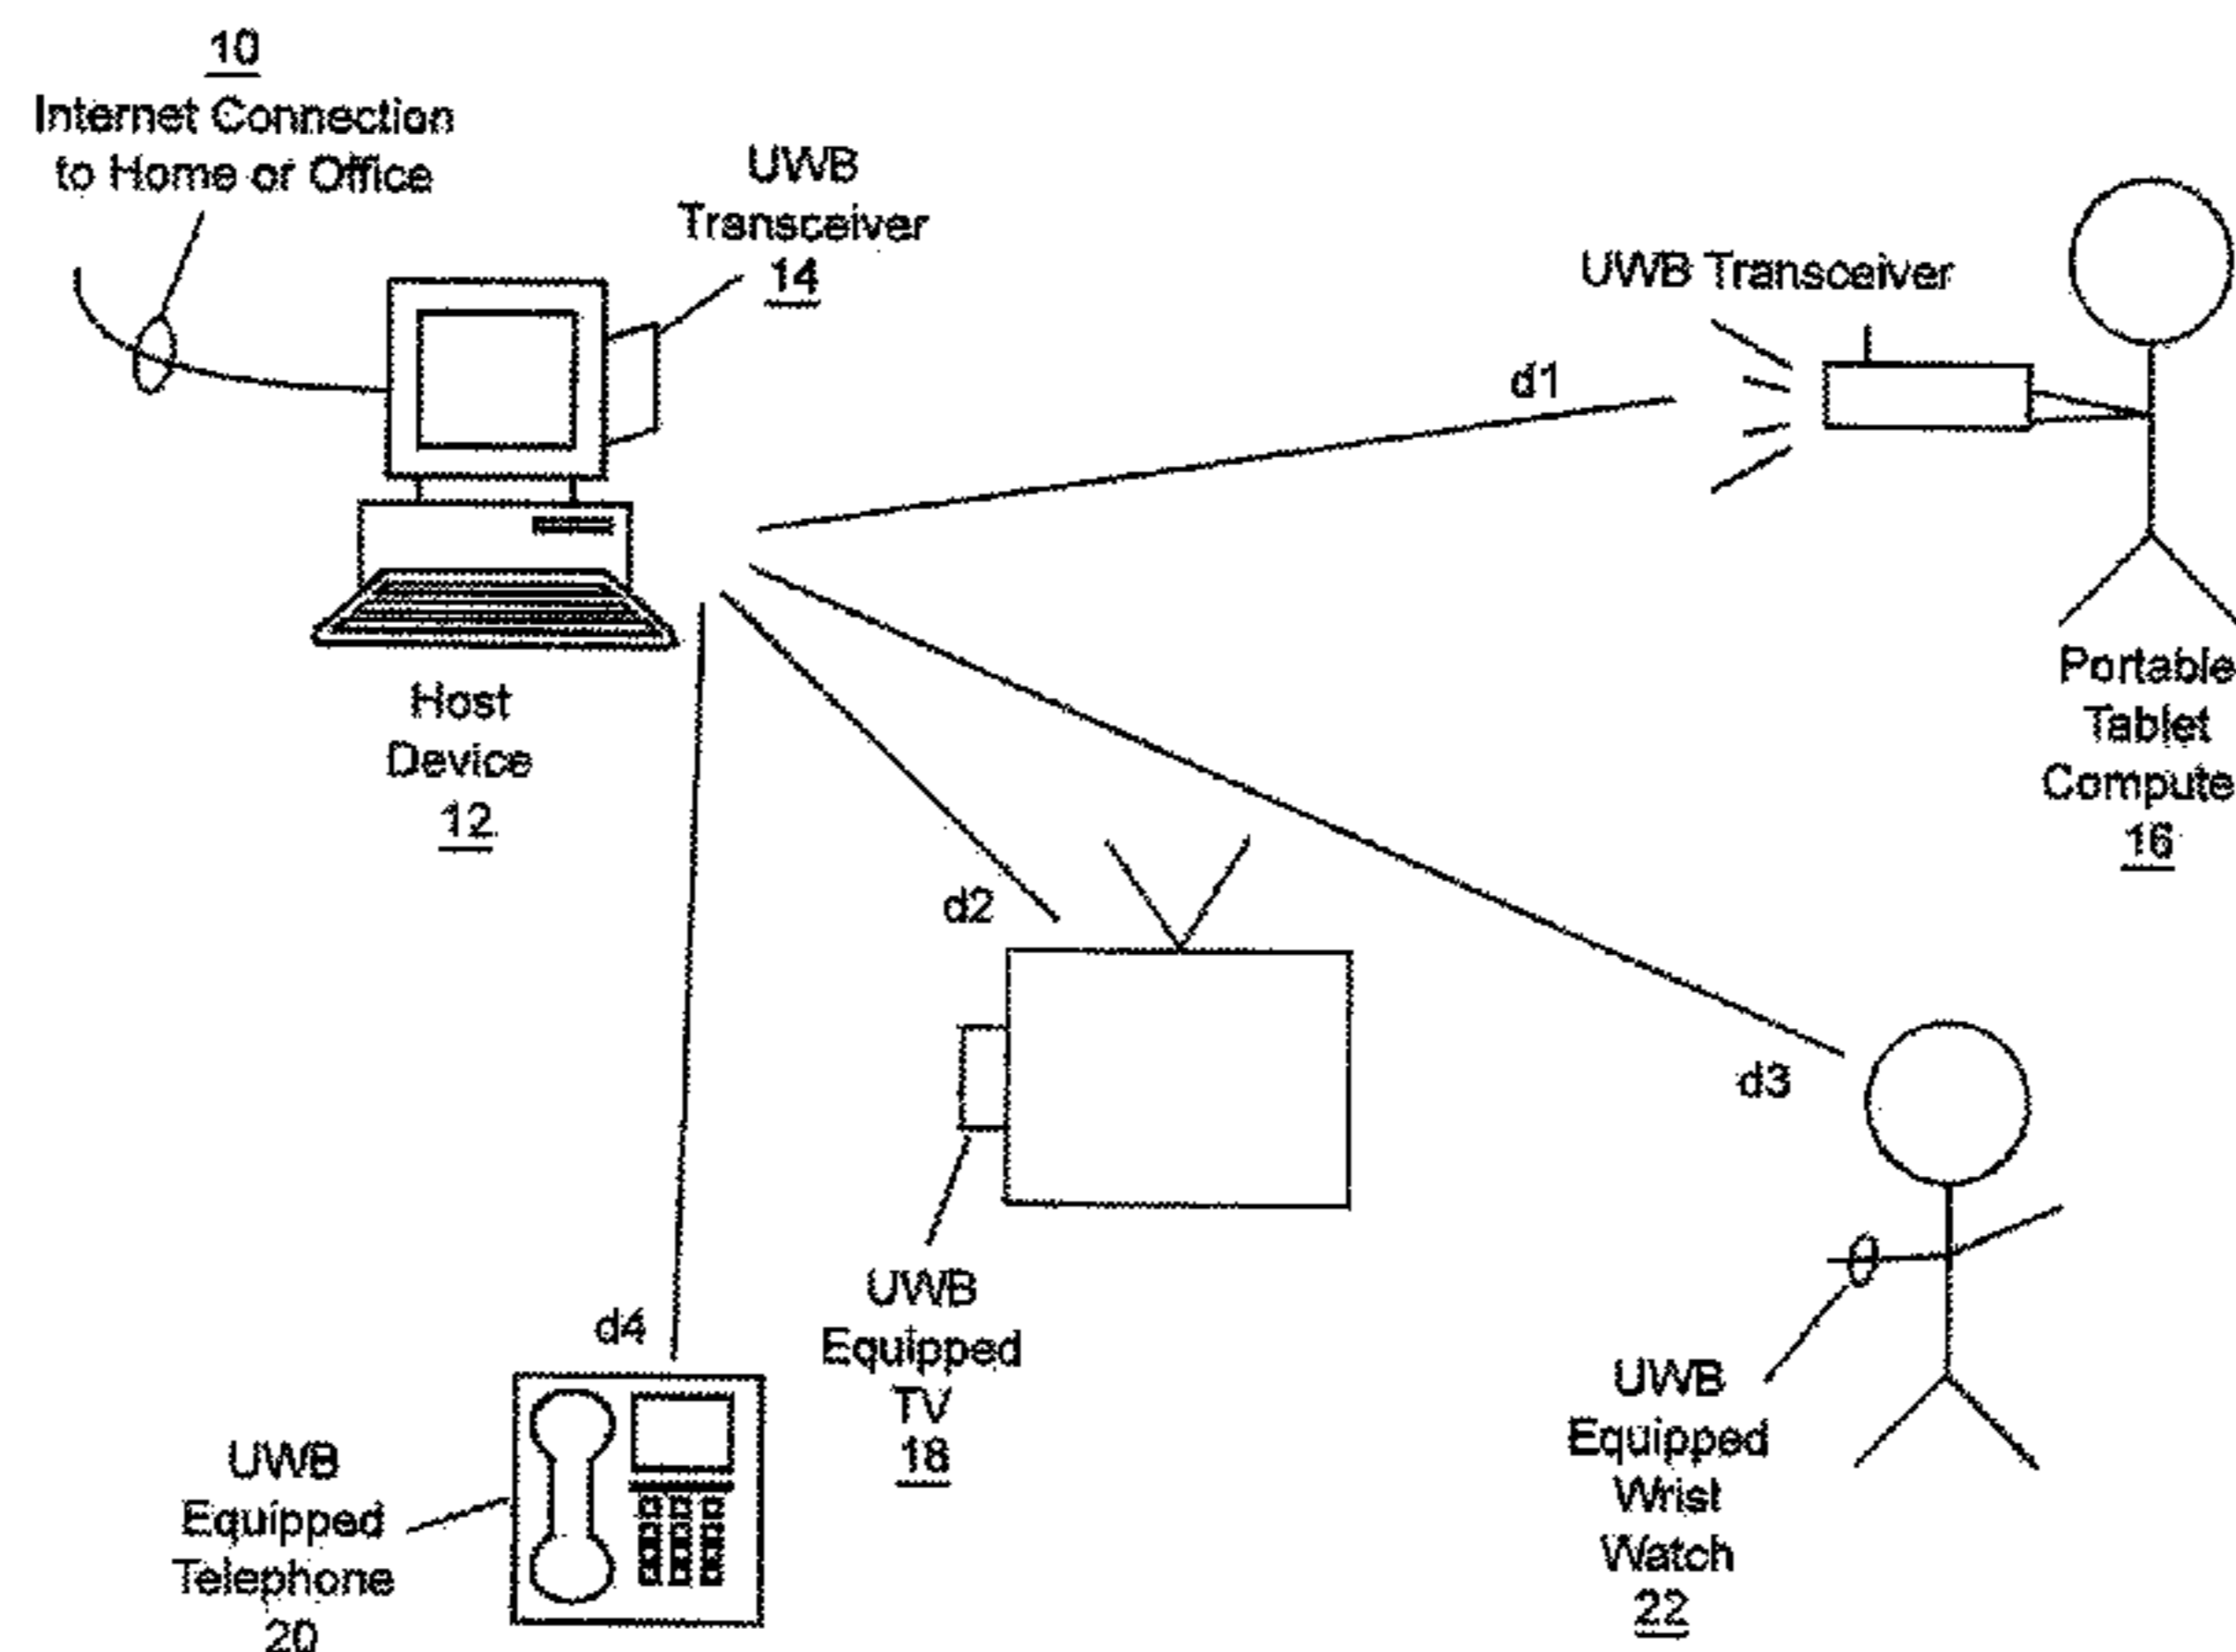 10
Internet Connection
to Home or Office
UWB
Transceiver
14
UWB Transceiver
d1
Host
Device
12
Portable
Tablet
Compute
16
d2
d3
d4
UWB
Equipped
TV
18
UWB
Equipped
Telephone
20
UWB
Equipped
Wrist
Watch
22